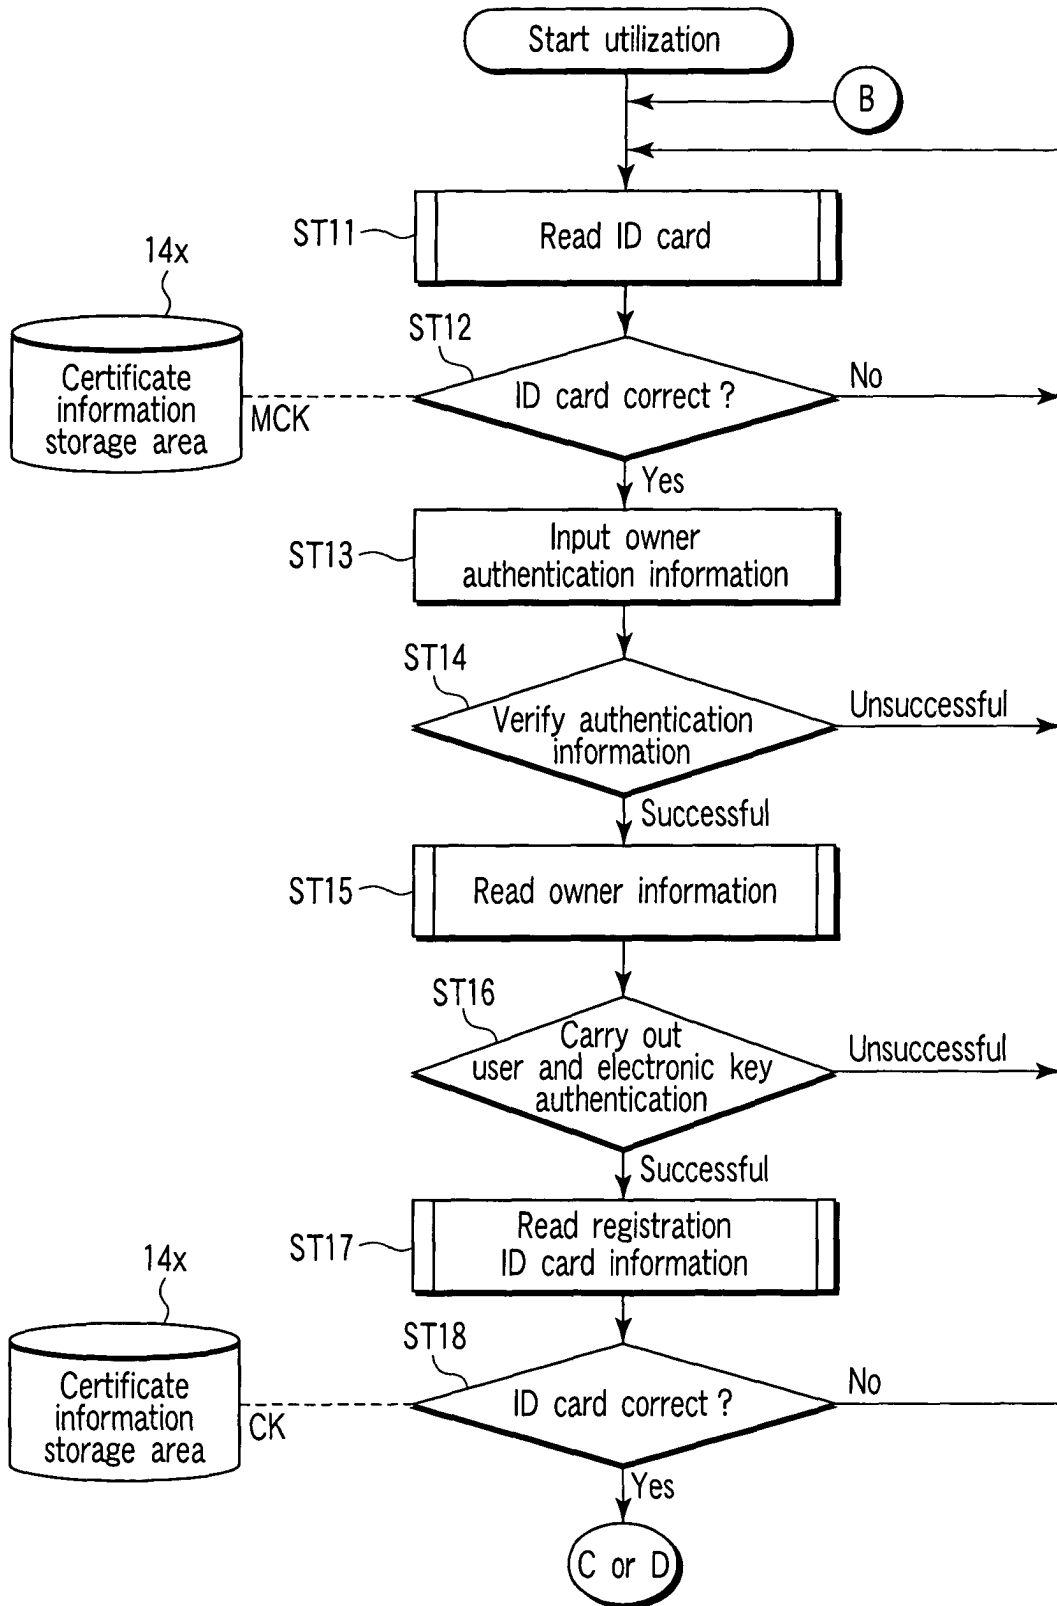 Start utilization
B
ST11
Read ID card
14x
ST12
Certificate
information
storage area
MCK
ID card correct ?
No
Yes
ST13
Input owner
authentication information
ST14
Verify authentication
information
Unsuccessful
Successful
ST15
Read owner information
ST16
Carry out
user and electronic key
authentication
Unsuccessful
Successful
ST17
Read registration
ID card information
14x
ST18
Certificate
information
storage area
CK
ID card correct ?
No
Yes
C or D